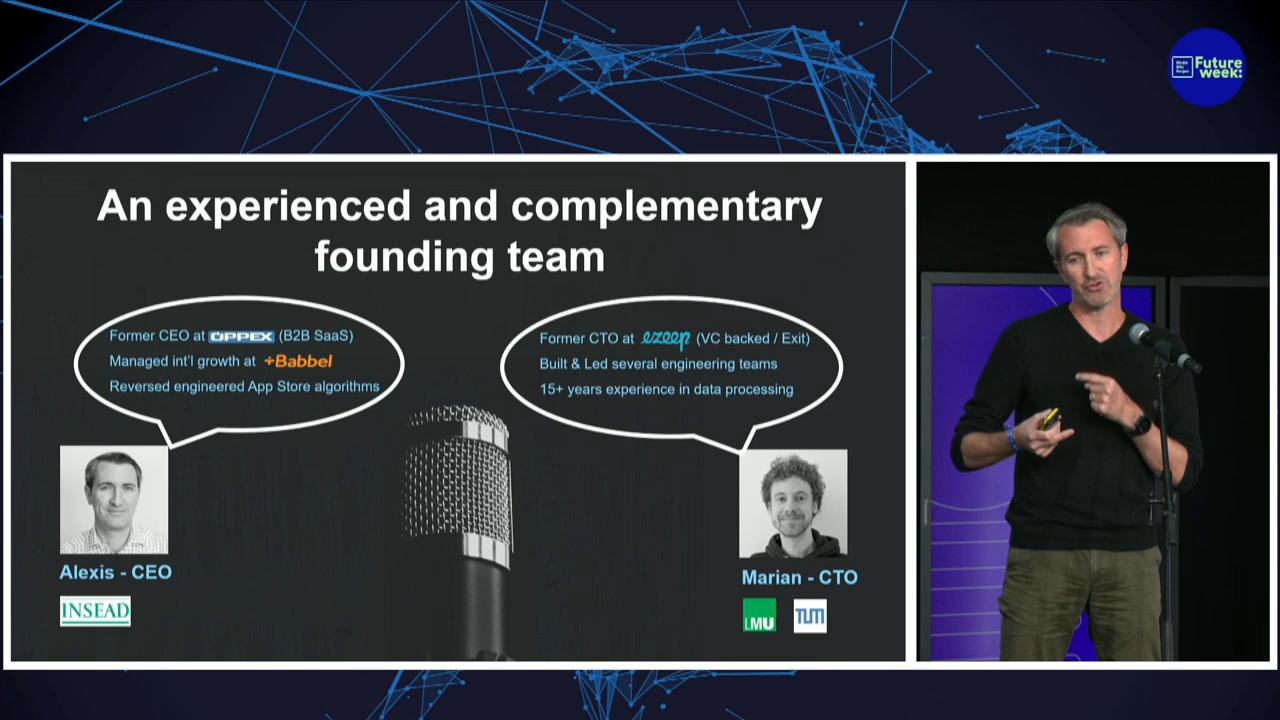 Future
week:
An experienced and complementary
founding team
Former CEO at ÜPPEX (B2B SaaS)
Managed int'l growth at +Babbel
Reversed engineered App Store algorithms
Former CTO at ezeep (VC backed / Exit)
Built & Led several engineering teams
15+ years experience in data processing
Alexis - CEO
INSEAD
Marian - CTO
LMU TUM